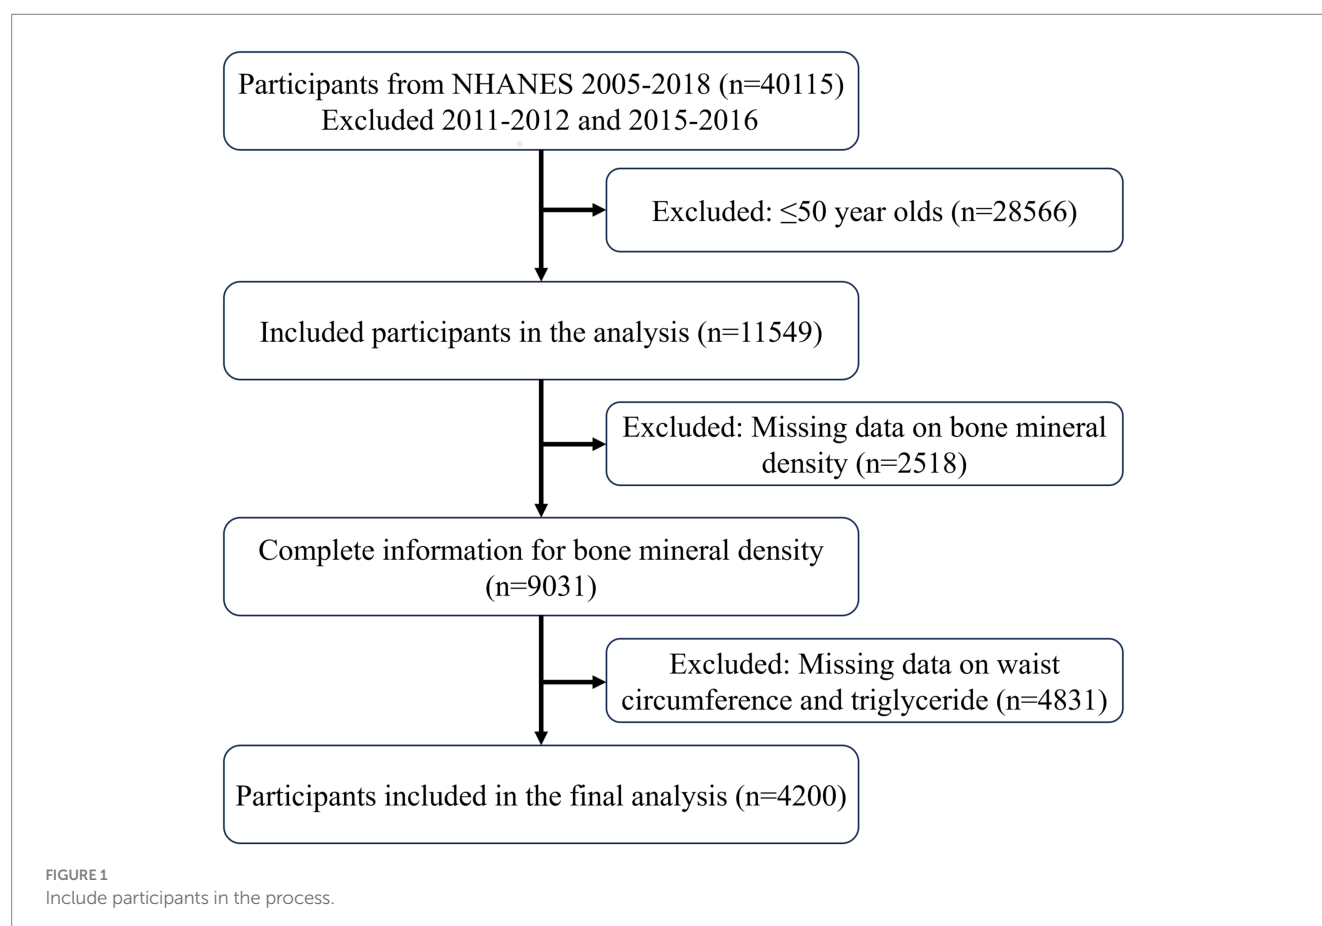 Participants from NHANES 2005-2018 (n=40115)
Excluded 2011-2012 and 2015-2016
Excluded: ≤50 year olds (n=28566)
Included participants in the analysis (n=11549)
Excluded: Missing data on bone mineral
density (n=2518)
Complete information for bone mineral density
(n=9031)
Excluded: Missing data on waist
circumference and triglyceride (n=4831)
Participants included in the final analysis (n=4200)
FIGURE 1
Include participants in the process.